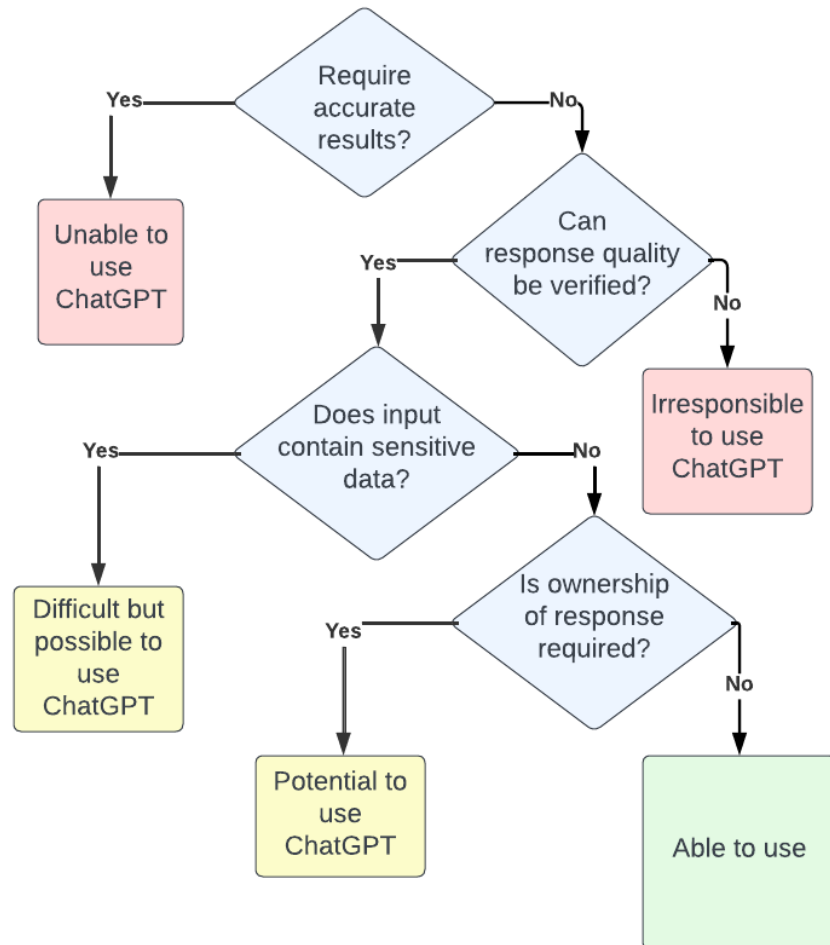 Require
accurate
results?
Yes
No
Unable to
use
ChatGPT
Can
response quality
be verified?
Yes
No
Irresponsible
to use
ChatGPT
Does input
contain sensitive
data?
Yes
No
Difficult but
possible to
use
ChatGPT
Is ownership
of response
required?
Yes
No
Potential to
use
ChatGPT
Able to use